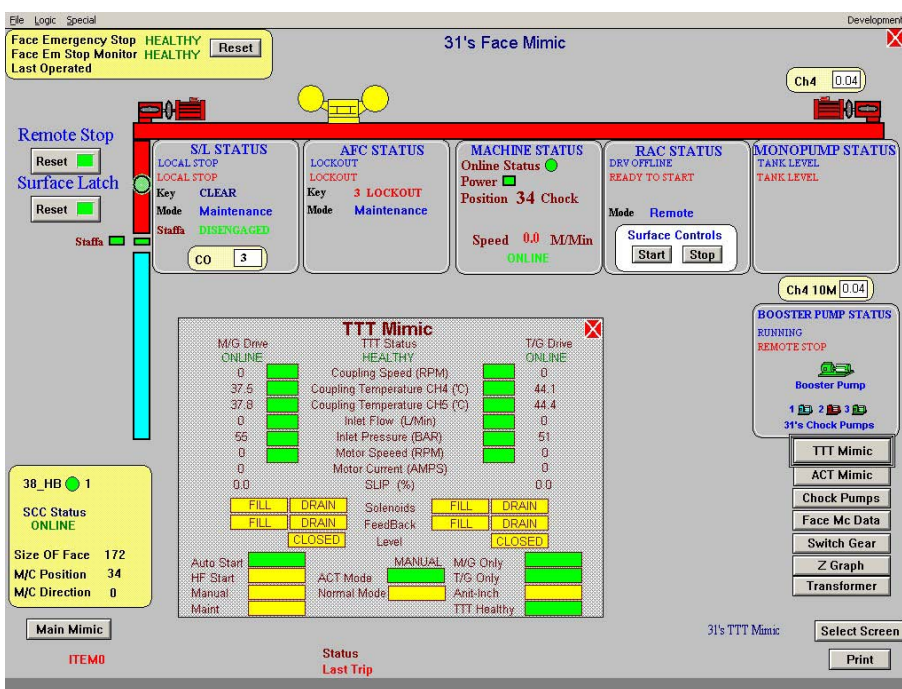 File Logic Special Development
Face Emergency Stop HEALTHY Reset
Face Em Stop Monitor HEALTHY
Last Operated
31's Face Mimic
Ch4 0.04
Remote Stop
Reset
Surface Latch
Reset
Staffa
S/L STATUS
LOCAL STOP
LOCAL STOP
Key CLEAR
Mode Maintenance
Staffa DISENGAGED
CO 3
AFC STATUS
LOCKOUT
LOCKOUT
Key 3 LOCKOUT
Mode Maintenance
MACHINE STATUS
Online Status
Power
Position 34 Chock
Speed 0.0 M/Min
ONLINE
RAC STATUS
DRV OFFLINE
READY TO START
Mode Remote
Surface Controls
Start Stop
MONOPUMP STATUS
TANK LEVEL
TANK LEVEL
Ch4 10M 0.04
BOOSTER PUMP STATUS
RUNNING
REMOTE STOP
Booster Pump
1 2 3
31's Chock Pumps
TTT Mimic
M/G Drive TTT Status T/G Drive
ONLINE HEALTHY ONLINE
0 Coupling Speed (RPM) 0
37.5 Coupling Temperature CH4 (°C) 44.1
37.8 Coupling Temperature CH5 (°C) 44.4
0 Inlet Flow (L/Min) 0
55 Inlet Pressure (BAR) 51
0 Motor Speeed (RPM) 0
0 Motor Current (AMPS) 0
0.0 SLIP (%) 0.0
FILL DRAIN Solenoids FILL DRAIN
FILL DRAIN FeedBack FILL DRAIN
CLOSED Level CLOSED
Auto Start MANUAL M/G Only
HF Start ACT Mode T/G Only
Manual Normal Mode Anit-Inch
Maint TTT Healthy
TTT Mimic
ACT Mimic
Chock Pumps
Face Mc Data
Switch Gear
Z Graph
Transformer
38_HB 1
SCC Status
ONLINE
Size OF Face 172
M/C Position 34
M/C Direction 0
Main Mimic
ITEM0
Status
Last Trip
31's TTT Mimic
Select Screen
Print